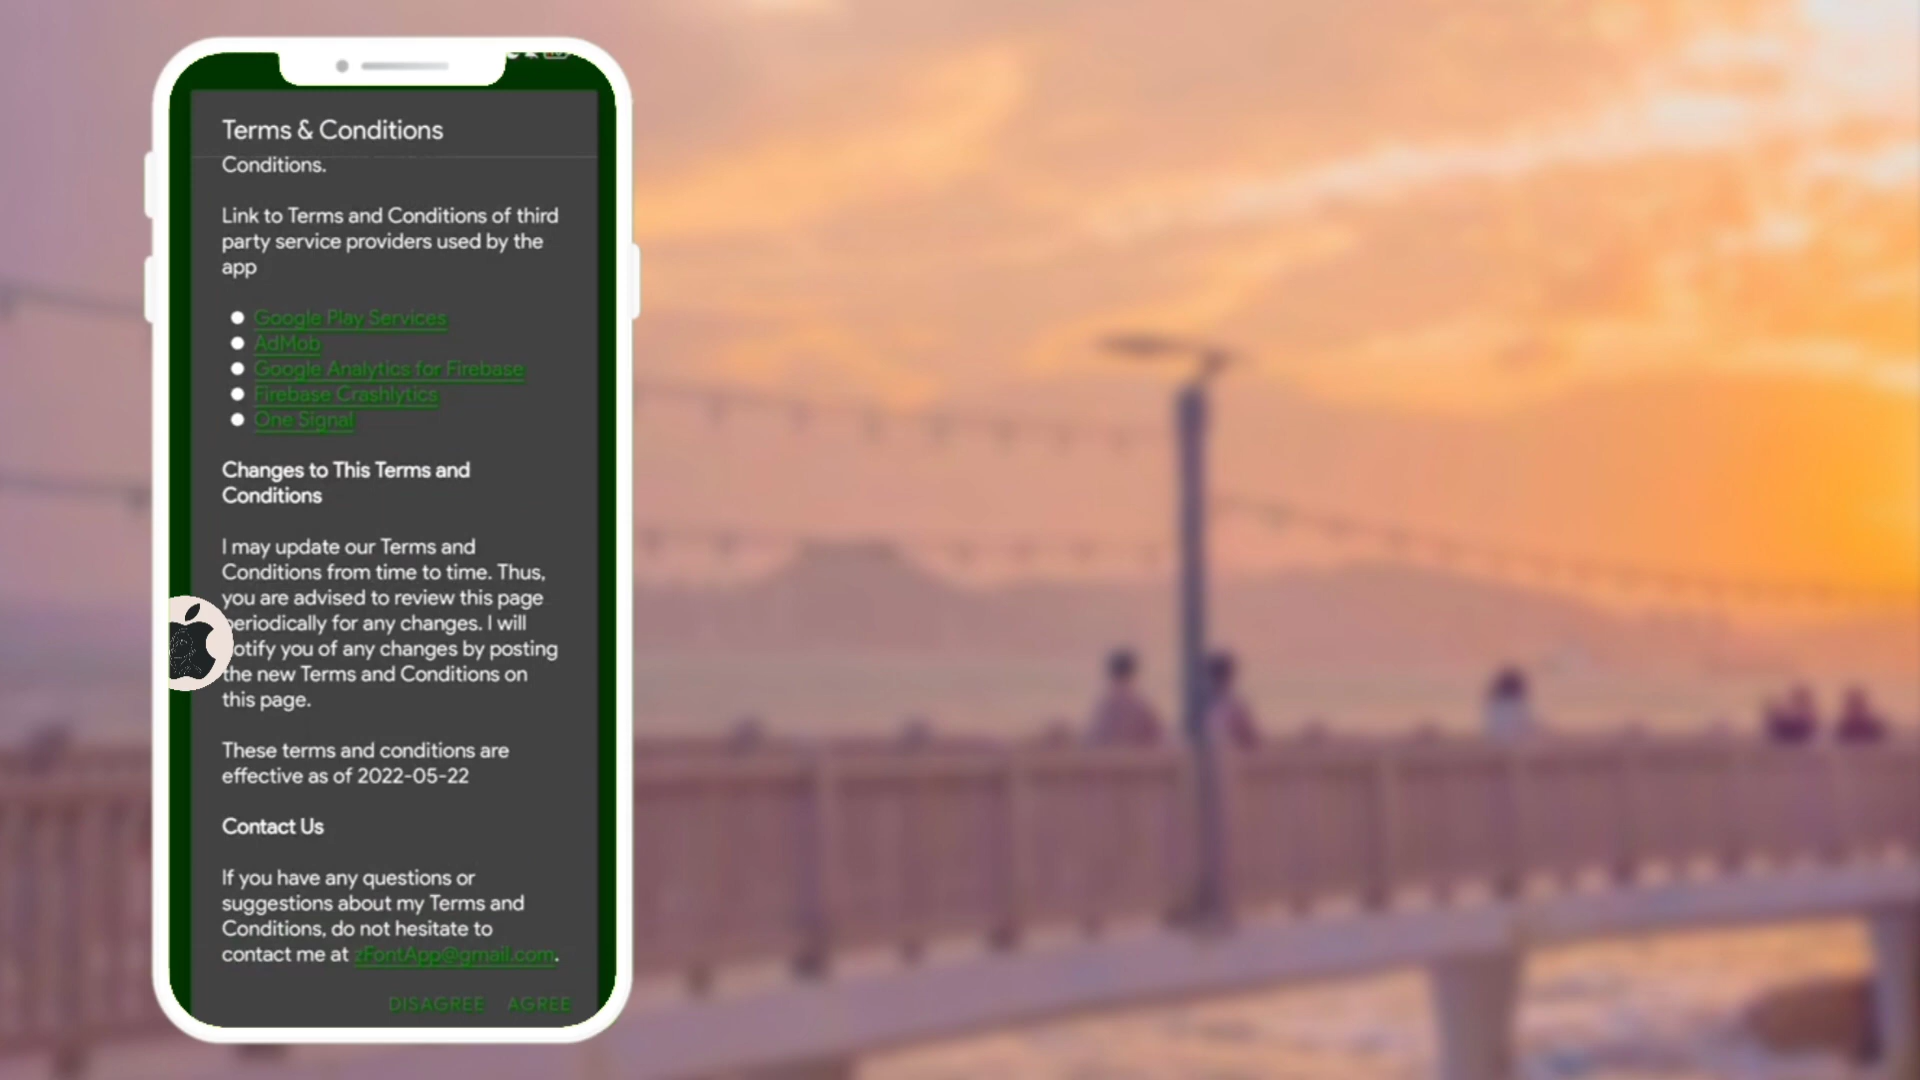 Terms & Conditions
Conditions.
Link to Terms and Conditions of third
party service providers used by the
app
Google Play Services
AdMob
Google Analytics for Firebase
Firebase Crashlytics
One Signal
Changes to This Terms and
Conditions
I may update our Terms and
Conditions from time to time. Thus,
you are advised to review this page
periodically for any changes. I will
notify you of any changes by posting
the new Terms and Conditions on
this page.
These terms and conditions are
effective as of 2022-05-22
Contact Us
If you have any questions or
suggestions about my Terms and
Conditions, do not hesitate to
contact me at zFontApp@gmail.com.
DISAGREE AGREE